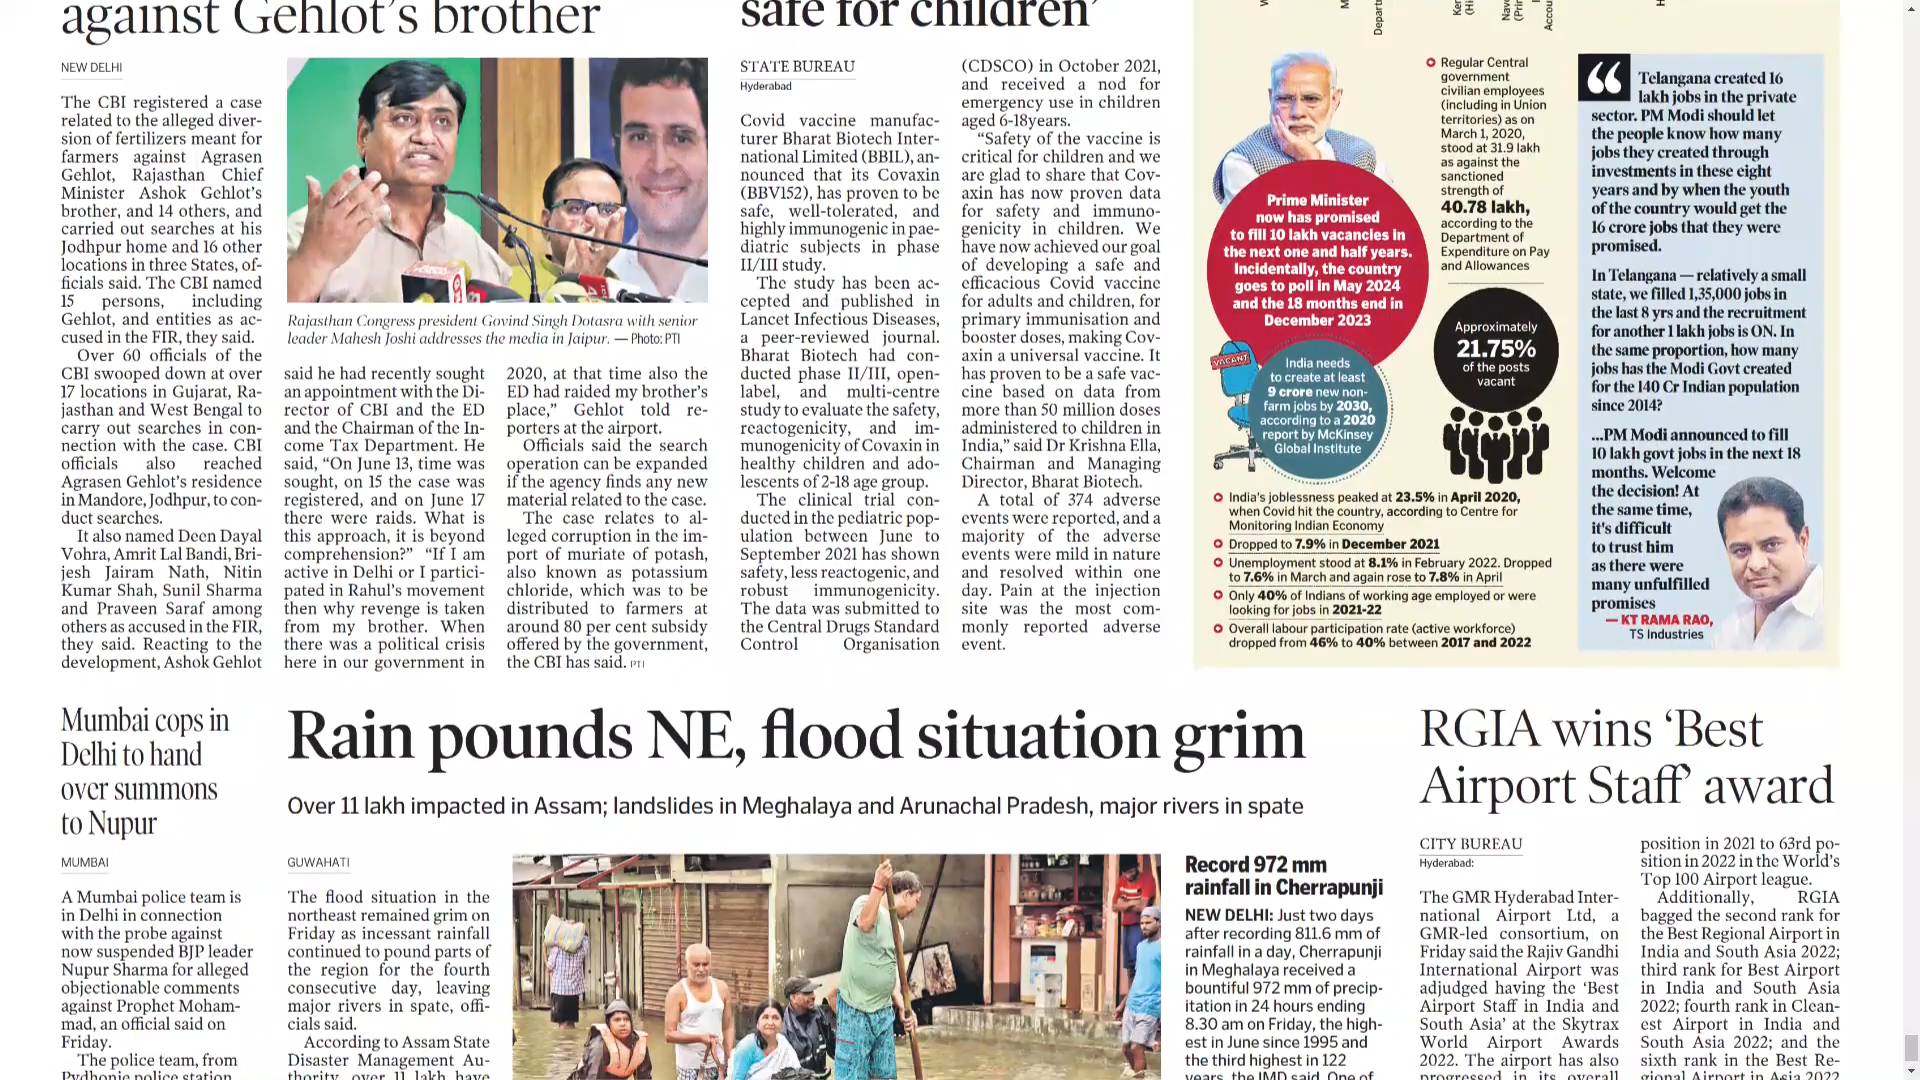 against Gehlot's brother
NEW DELHI
The CBI registered a case
related to the alleged diver-
sion of fertilizers meant for
farmers against Agrasen
Gehlot, Rajasthan Chief
Minister Ashok Gehlot's
brother, and 14 others, and
carried out searches at his
Jodhpur home and 16 other
locations in three States, of-
ficials said. The CBI named
15 persons, including
Gehlot, and entities as ac-
cused in the FIR, they said.
Over 60 officials of the
CBI swooped down at over
17 locations in Gujarat, Ra-
jasthan and West Bengal to
carry out searches in con-
nection with the case. CBI
officials also reached
Agrasen Gehlot's residence
in Mandore, Jodhpur, to con-
duct searches.
It also named Deen Dayal
Vohra, Amrit Lal Bandi, Bri-
jesh Jairam Nath, Nitin
Kumar Shah, Sunil Sharma
and Praveen Saraf among
others as accused in the FIR,
they said. Reacting to the
development, Ashok Gehlot
Rajasthan Congress president Govind Singh Dotasra with senior
leader Mahesh Joshi addresses the media in Jaipur. — Photo: PTI
said he had recently sought
an appointment with the Di-
rector of CBI and the ED
and the Chairman of the In-
come Tax Department. He
said, "On June 13, time was
sought, on 15 the case was
registered, and on June 17
there were raids. What is
this approach, it is beyond
comprehension?" "If I am
active in Delhi or I partici-
pated in Rahul's movement
then why revenge is taken
from my brother. When
there was a political crisis
here in our government in
2020, at that time also the
ED had raided my brother's
place," Gehlot told re-
porters at the airport.
Officials said the search
operation can be expanded
if the agency finds any new
material related to the case.
The case relates to al-
leged corruption in the im-
port of muriate of potash,
also known as potassium
chloride, which was to be
distributed to farmers at
around 80 per cent subsidy
offered by the government,
the CBI has said. PTI
safe for children'
STATE BUREAU
Hyderabad
Covid vaccine manufac-
turer Bharat Biotech Inter-
national Limited (BBIL), an-
nounced that its Covaxin
(BBV152), has proven to be
safe, well-tolerated, and
highly immunogenic in pae-
diatric subjects in phase
II/III study.
The study has been ac-
cepted and published in
Lancet Infectious Diseases,
a peer-reviewed journal.
Bharat Biotech had con-
ducted phase II/III, open-
label, and multi-centre
study to evaluate the safety,
reactogenicity, and im-
munogenicity of Covaxin in
healthy children and ado-
lescents of 2-18 age group.
The clinical trial con-
ducted in the pediatric pop-
ulation between June to
September 2021 has shown
safety, less reactogenic, and
robust immunogenicity.
The data was submitted to
the Central Drugs Standard
Control Organisation
(CDSCO) in October 2021,
and received a nod for
emergency use in children
aged 6-18years.
"Safety of the vaccine is
critical for children and we
are glad to share that Cov-
axin has now proven data
for safety and immuno-
genicity in children. We
have now achieved our goal
of developing a safe and
efficacious Covid vaccine
for adults and children, for
primary immunisation and
booster doses, making Cov-
axin a universal vaccine. It
has proven to be a safe vac-
cine based on data from
more than 50 million doses
administered to children in
India," said Dr Krishna Ella,
Chairman and Managing
Director, Bharat Biotech.
A total of 374 adverse
events were reported, and a
majority of the adverse
events were mild in nature
and resolved within one
day. Pain at the injection
site was the most com-
monly reported adverse
event.
Prime Minister
now has promised
to fill 10 lakh vacancies in
the next one and half years.
Incidentally, the country
goes to poll in May 2024
and the 18 months end in
December 2023
VACANT
India needs
to create at least
9 crore new non-
farm jobs by 2030,
according to a 2020
report by McKinsey
Global Institute
Regular Central
government
civilian employees
(including in Union
territories) as on
March 1, 2020,
stood at 31.9 lakh
as against the
sanctioned
strength of
40.78 lakh,
according to the
Department of
Expenditure on Pay
and Allowances
Approximately
21.75%
of the posts
vacant
India's joblessness peaked at 23.5% in April 2020,
when Covid hit the country, according to Centre for
Monitoring Indian Economy
Dropped to 7.9% in December 2021
Unemployment stood at 8.1% in February 2022. Dropped
to 7.6% in March and again rose to 7.8% in April
Only 40% of Indians of working age employed or were
looking for jobs in 2021-22
Overall labour participation rate (active workforce)
dropped from 46% to 40% between 2017 and 2022
“ Telangana created 16
lakh jobs in the private
sector. PM Modi should let
the people know how many
jobs they created through
investments in these eight
years and by when the youth
of the country would get the
16 crore jobs that they were
promised.
In Telangana — relatively a small
state, we filled 1,35,000 jobs in
the last 8 yrs and the recruitment
for another 1 lakh jobs is ON. In
the same proportion, how many
jobs has the Modi Govt created
for the 140 Cr Indian population
since 2014?
...PM Modi announced to fill
10 lakh govt jobs in the next 18
months. Welcome
the decision! At
the same time,
it's difficult
to trust him
as there were
many unfulfilled
promises
— KT RAMA RAO,
TS Industries
Mumbai cops in
Delhi to hand
over summons
to Nupur
MUMBAI
A Mumbai police team is
in Delhi in connection
with the probe against
now suspended BJP leader
Nupur Sharma for alleged
objectionable comments
against Prophet Moham-
mad, an official said on
Friday.
The police team, from
Pydhonie police station
Rain pounds NE, flood situation grim
Over 11 lakh impacted in Assam; landslides in Meghalaya and Arunachal Pradesh, major rivers in spate
GUWAHATI
The flood situation in the
northeast remained grim on
Friday as incessant rainfall
continued to pound parts of
the region for the fourth
consecutive day, leaving
major rivers in spate, offi-
cials said.
According to Assam State
Disaster Management Au-
thority, over 11 lakh have
Record 972 mm
rainfall in Cherrapunji
NEW DELHI: Just two days
after recording 811.6 mm of
rainfall in a day, Cherrapunji
in Meghalaya received a
bountiful 972 mm of precip-
itation in 24 hours ending
8.30 am on Friday, the high-
est in June since 1995 and
the third highest in 122
years, the IMD said. One of
RGIA wins 'Best
Airport Staff' award
CITY BUREAU
Hyderabad:
The GMR Hyderabad Inter-
national Airport Ltd, a
GMR-led consortium, on
Friday said the Rajiv Gandhi
International Airport was
adjudged having the 'Best
Airport Staff in India and
South Asia' at the Skytrax
World Airport Awards
2022. The airport has also
progressed in its overall
position in 2021 to 63rd po-
sition in 2022 in the World's
Top 100 Airport league.
Additionally, RGIA
bagged the second rank for
the Best Regional Airport in
India and South Asia 2022;
third rank for Best Airport
in India and South Asia
2022; fourth rank in Clean-
est Airport in India and
South Asia 2022; and the
sixth rank in the Best Re-
gional Airport in Asia 2022